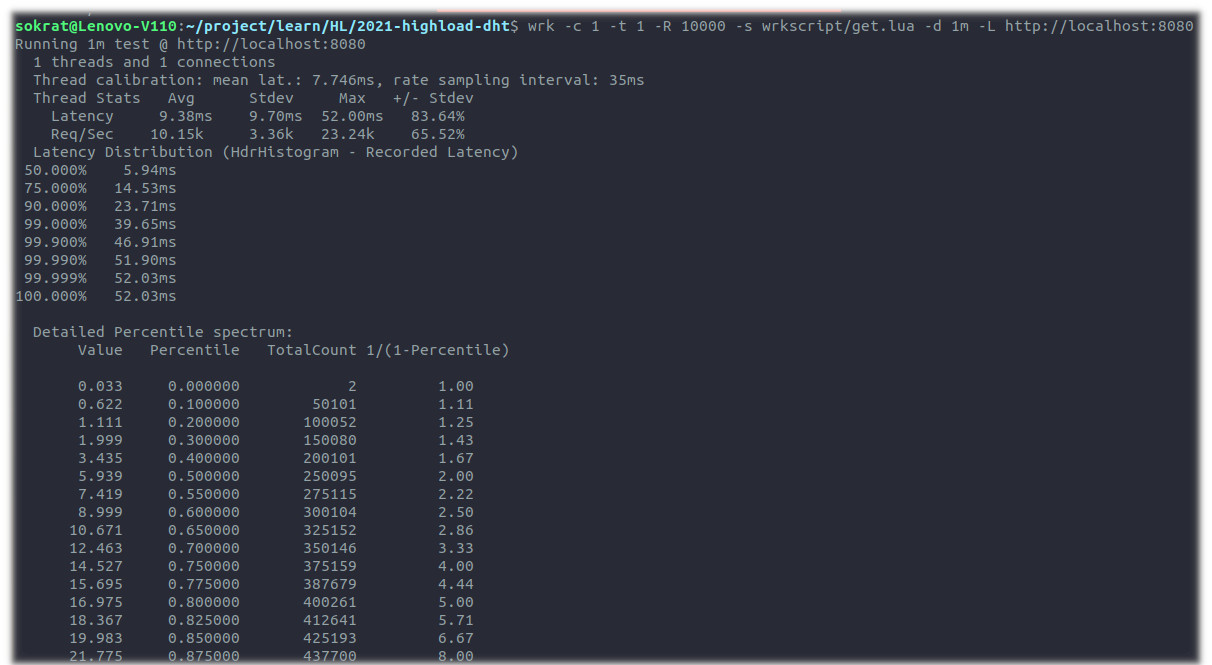 sokrat@Lenovo-V110:~/project/learn/HL/2021-highload-dht$ wrk -c 1 -t 1 -R 10000 -s wrkscript/get.lua -d 1m -L http://localhost:8080
Running 1m test @ http://localhost:8080
  1 threads and 1 connections
  Thread calibration: mean lat.: 7.746ms, rate sampling interval: 35ms
  Thread Stats   Avg      Stdev     Max   +/- Stdev
    Latency     9.38ms    9.70ms  52.00ms   83.64%
    Req/Sec    10.15k     3.36k   23.24k    65.52%
  Latency Distribution (HdrHistogram - Recorded Latency)
 50.000%    5.94ms
 75.000%   14.53ms
 90.000%   23.71ms
 99.000%   39.65ms
 99.900%   46.91ms
 99.990%   51.90ms
 99.999%   52.03ms
100.000%   52.03ms
  Detailed Percentile spectrum:
       Value   Percentile   TotalCount 1/(1-Percentile)
       0.033     0.000000            2         1.00
       0.622     0.100000        50101         1.11
       1.111     0.200000       100052         1.25
       1.999     0.300000       150080         1.43
       3.435     0.400000       200101         1.67
       5.939     0.500000       250095         2.00
       7.419     0.550000       275115         2.22
       8.999     0.600000       300104         2.50
      10.671     0.650000       325152         2.86
      12.463     0.700000       350146         3.33
      14.527     0.750000       375159         4.00
      15.695     0.775000       387679         4.44
      16.975     0.800000       400261         5.00
      18.367     0.825000       412641         5.71
      19.983     0.850000       425193         6.67
      21.775     0.875000       437700         8.00